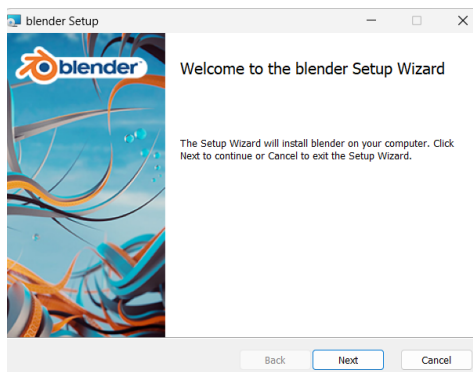 blender Setup
blender
Welcome to the blender Setup Wizard
The Setup Wizard will install blender on your computer. Click
Next to continue or Cancel to exit the Setup Wizard.
Back
Next
Cancel